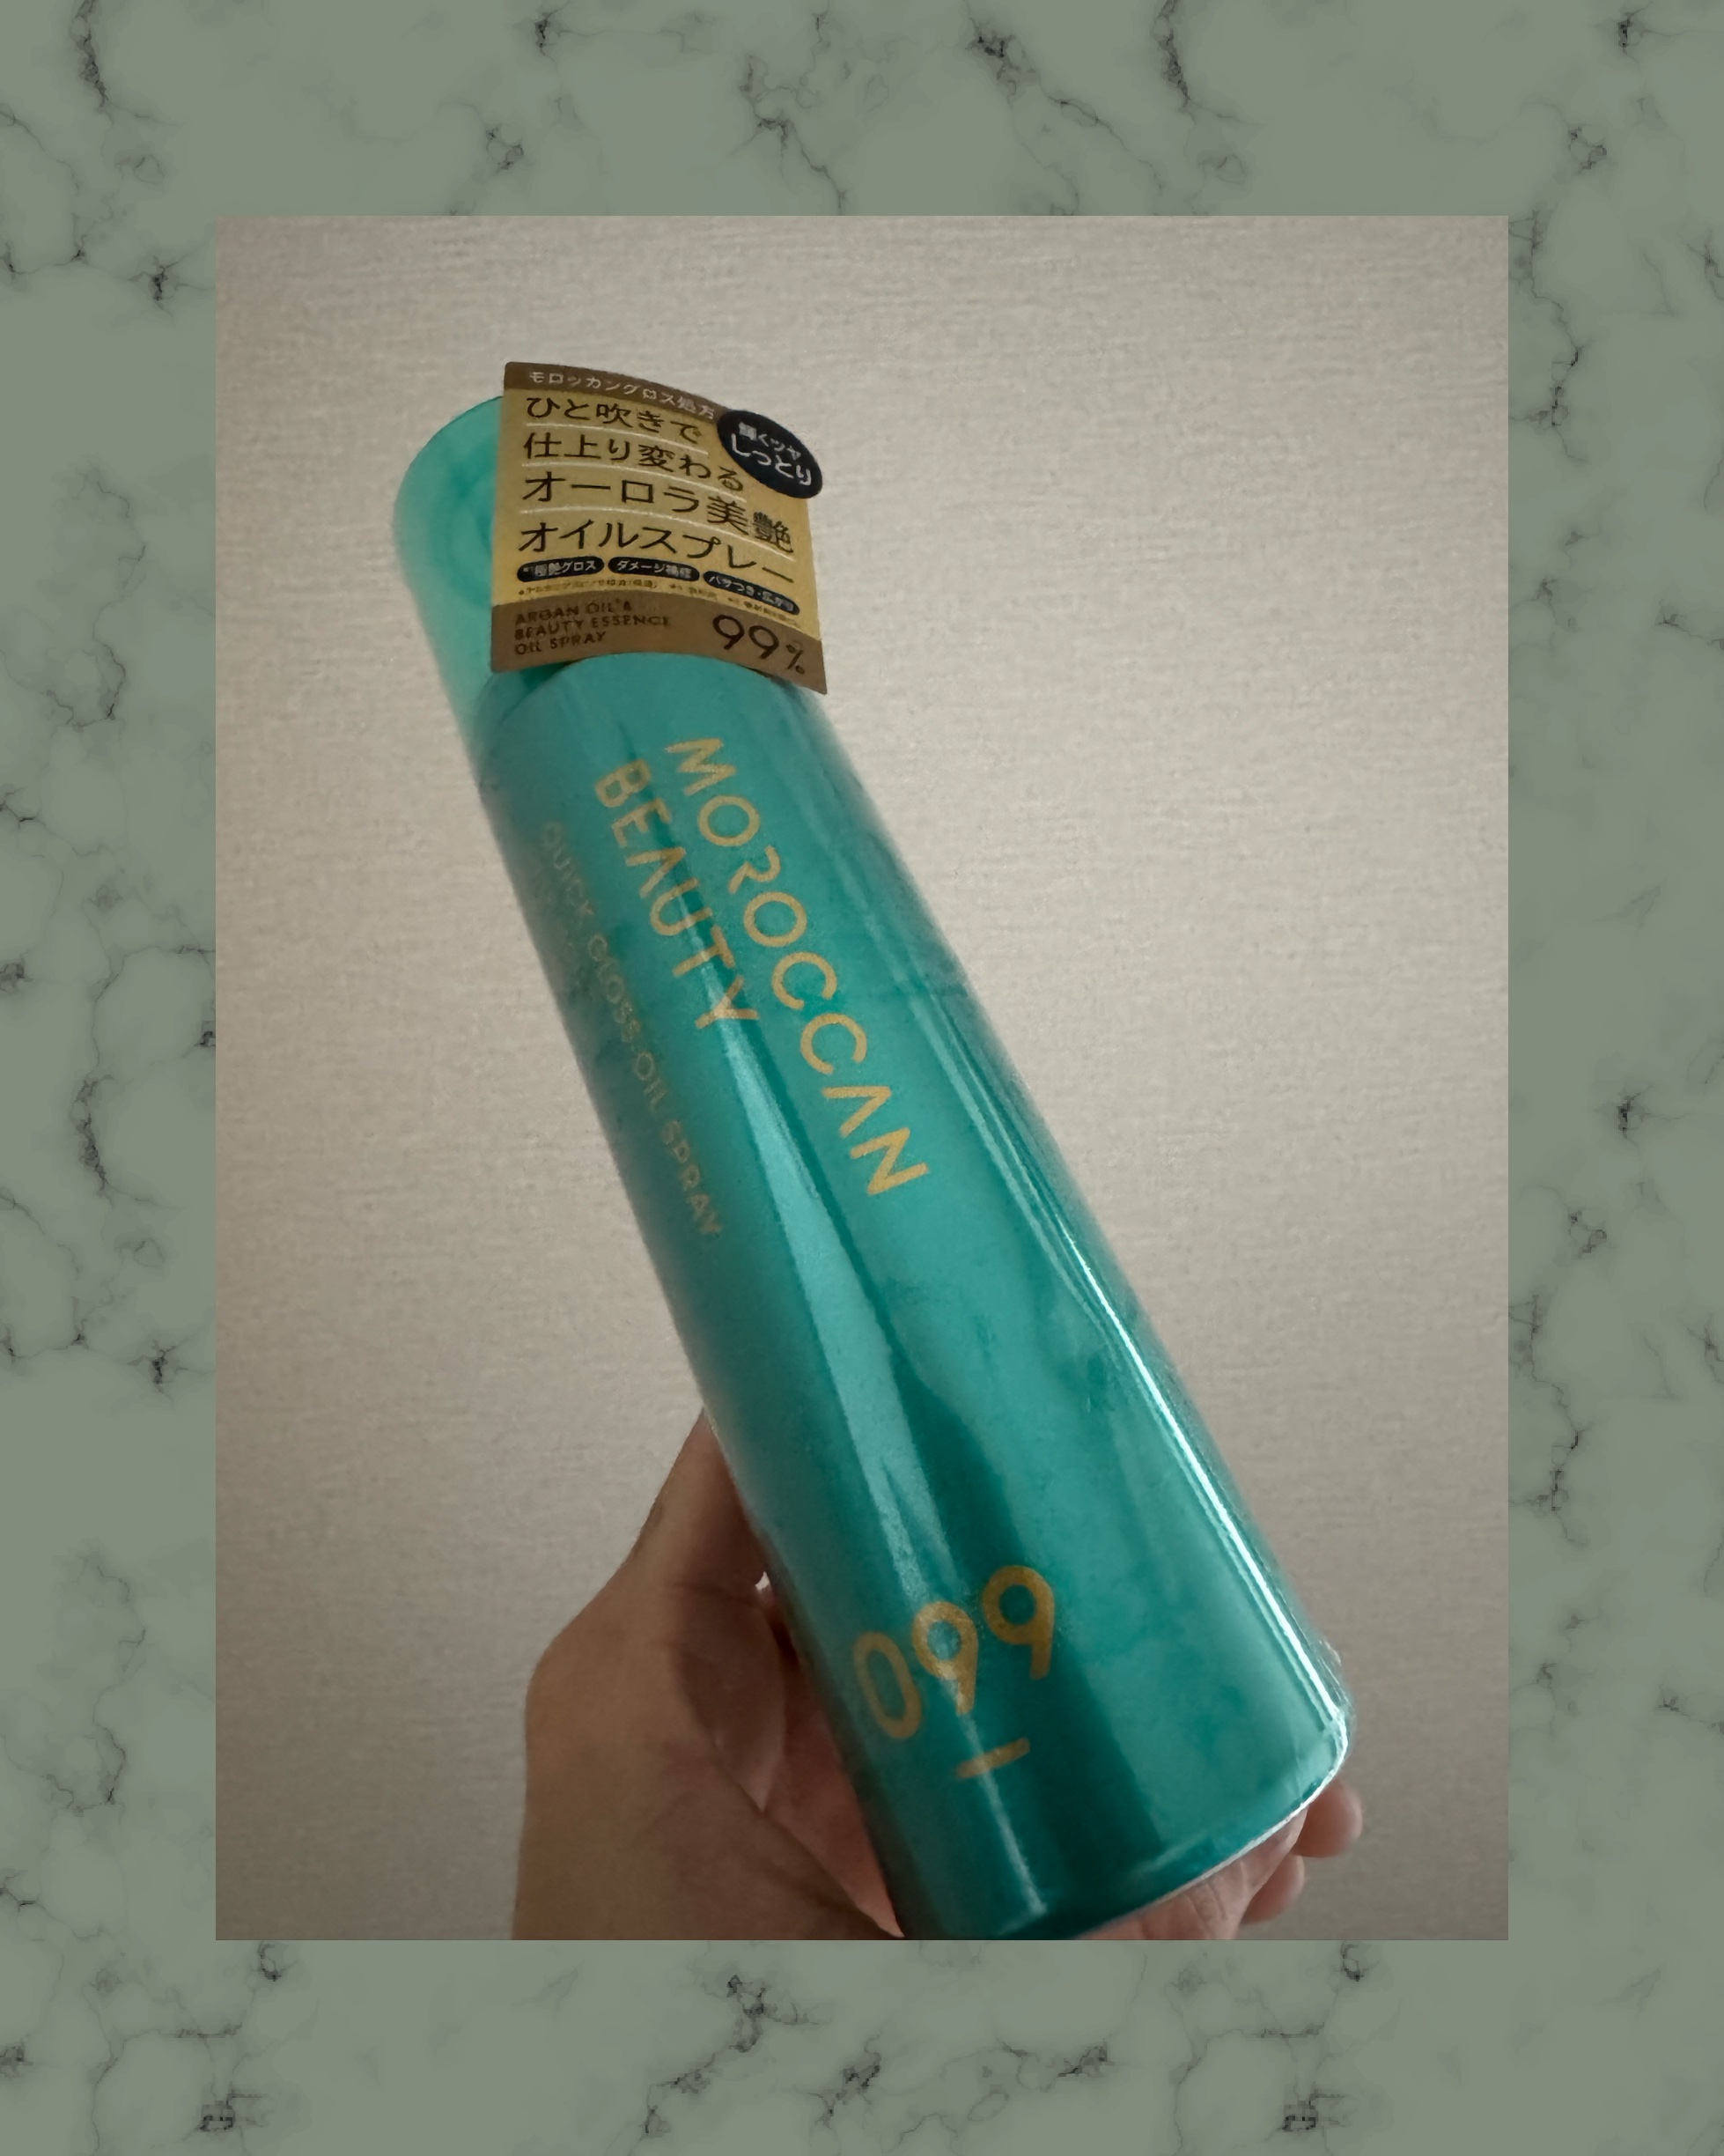 モロッカングロス処方
ひと吹きで
仕上り変わる
オーロラ美艶
オイルスプレー
輝くツヤ
しっとり
極艶グロス ダメージ補修 パサつき・広がり
ARGAN OIL &
BEAUTY ESSENCE
OIL SPRAY
99%
MOROCCAN
BEAUTY
QUICK GLOSS OIL SPRAY
099